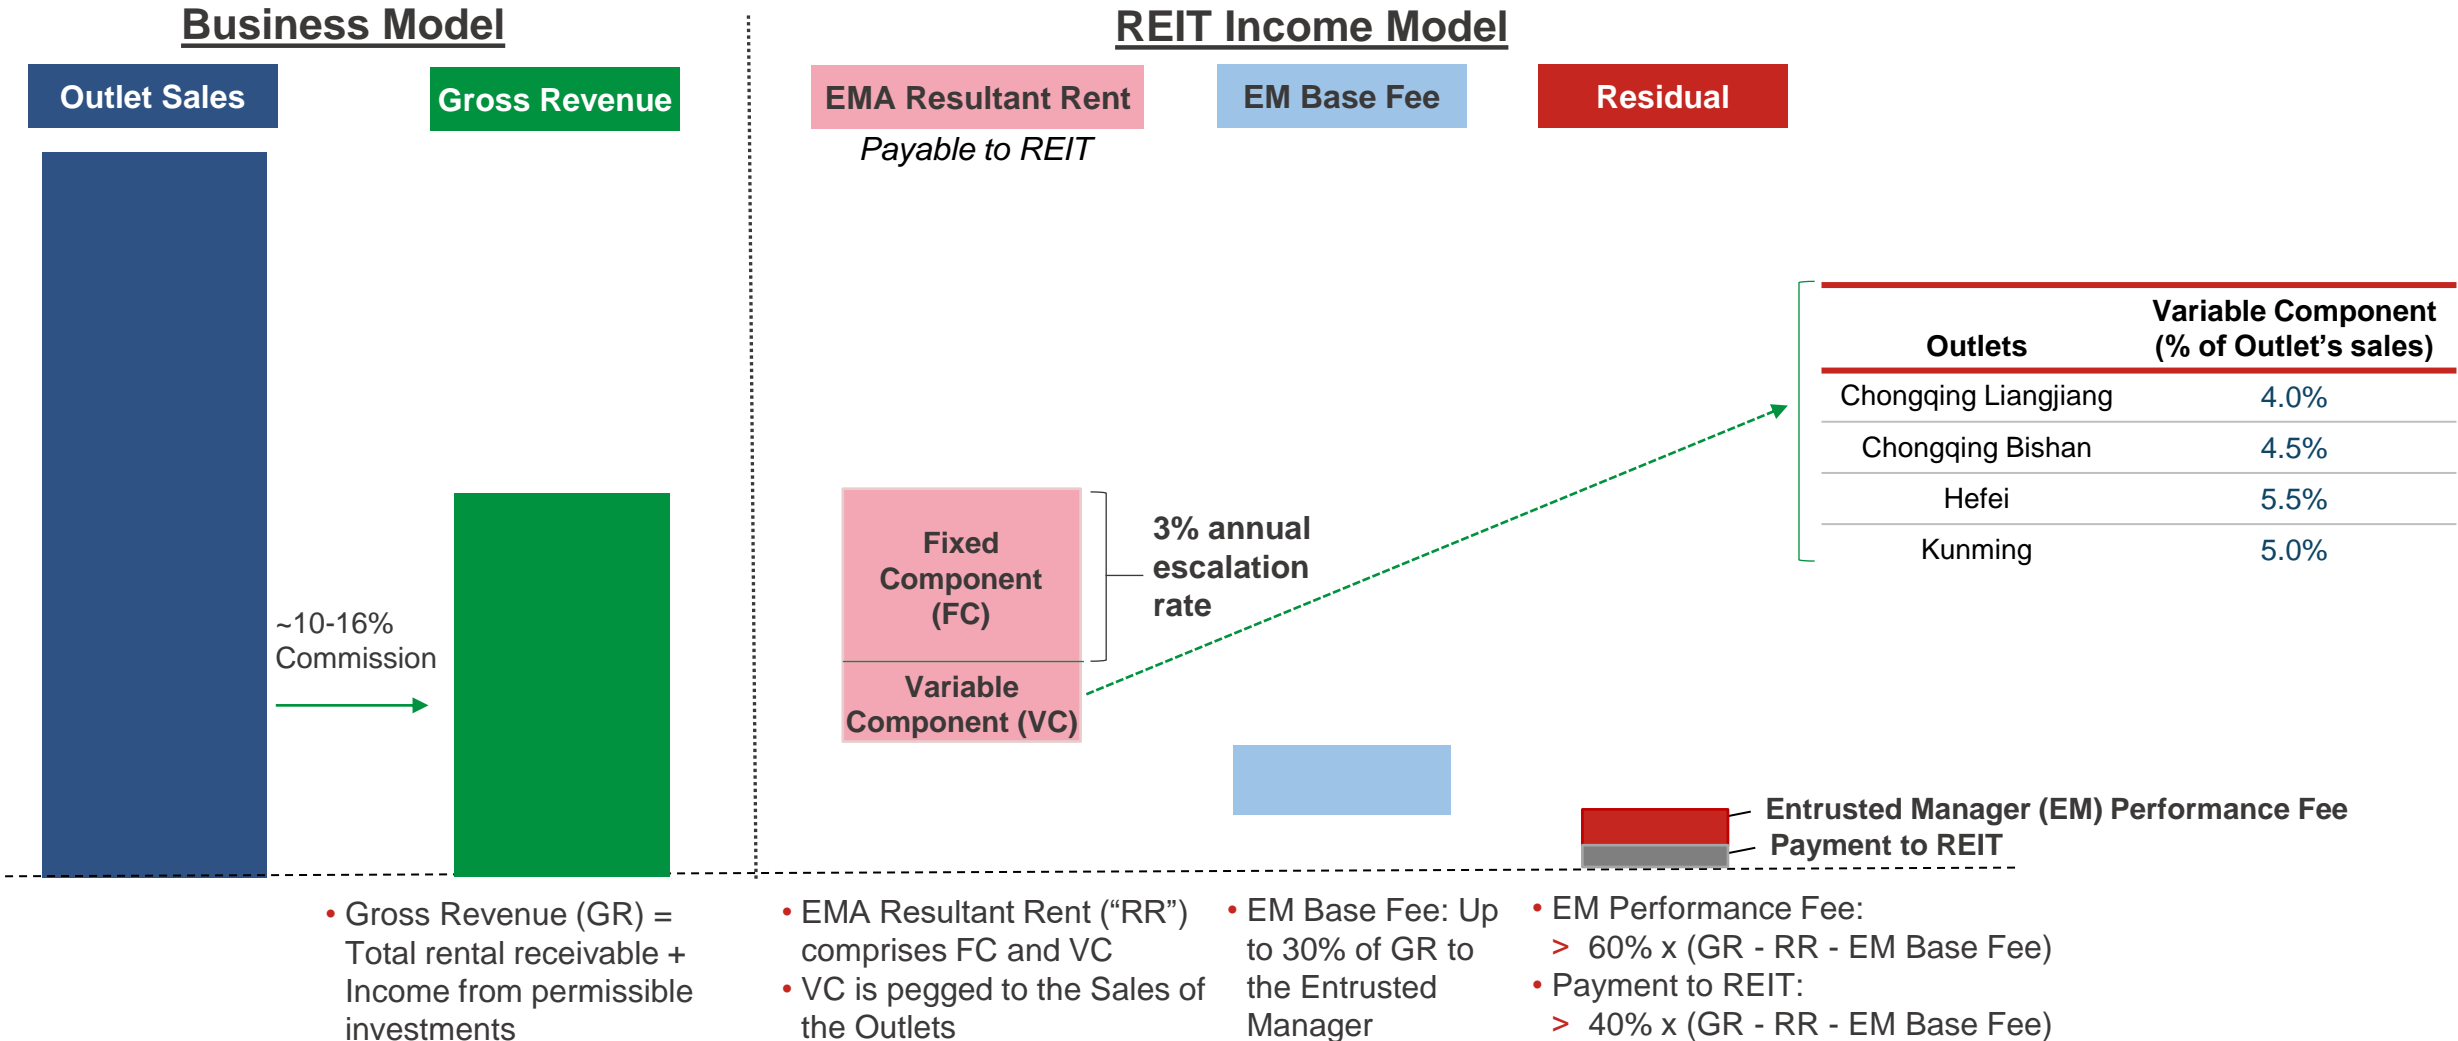 Business Model
REIT Income Model
Outlet Sales
Gross Revenue
EMA Resultant Rent
EM Base Fee
Residual
Payable to REIT
~10-16%
Commission
Fixed
Component
(FC)
Variable
Component (VC)
3% annual
escalation
rate
Outlets
Variable Component
(% of Outlet’s sales)
Chongqing Liangjiang 4.0%
Chongqing Bishan 4.5%
Hefei 5.5%
Kunming 5.0%
Entrusted Manager (EM) Performance Fee
Payment to REIT
• Gross Revenue (GR) =
Total rental receivable +
Income from permissible
investments
• EMA Resultant Rent (“RR”)
comprises FC and VC
• VC is pegged to the Sales of
the Outlets
• EM Base Fee: Up
to 30% of GR to
the Entrusted
Manager
• EM Performance Fee:
> 60% x (GR - RR - EM Base Fee)
• Payment to REIT:
> 40% x (GR - RR - EM Base Fee)